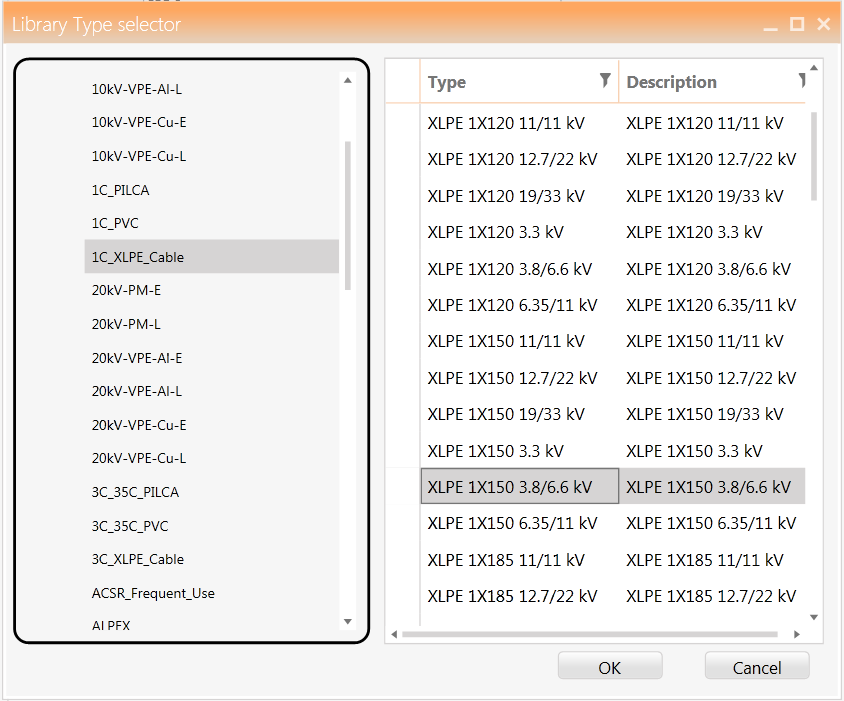 Library Type selector
10kV-VPE-Al-L
10kV-VPE-Cu-E
10kV-VPE-Cu-L
1C_PILCA
1C_PVC
1C_XLPE_Cable
20kV-PM-E
20kV-PM-L
20kV-VPE-Al-E
20kV-VPE-Al-L
20kV-VPE-Cu-E
20kV-VPE-Cu-L
3C_35C_PILCA
3C_35C_PVC
3C_XLPE_Cable
ACSR_Frequent_Use
ALPEX
Type Description
XLPE 1X120 11/11 kV XLPE 1X120 11/11 kV
XLPE 1X120 12.7/22 kV XLPE 1X120 12.7/22 kV
XLPE 1X120 19/33 kV XLPE 1X120 19/33 kV
XLPE 1X120 3.3 kV XLPE 1X120 3.3 kV
XLPE 1X120 3.8/6.6 kV XLPE 1X120 3.8/6.6 kV
XLPE 1X120 6.35/11 kV XLPE 1X120 6.35/11 kV
XLPE 1X150 11/11 kV XLPE 1X150 11/11 kV
XLPE 1X150 12.7/22 kV XLPE 1X150 12.7/22 kV
XLPE 1X150 19/33 kV XLPE 1X150 19/33 kV
XLPE 1X150 3.3 kV XLPE 1X150 3.3 kV
XLPE 1X150 3.8/6.6 kV XLPE 1X150 3.8/6.6 kV
XLPE 1X150 6.35/11 kV XLPE 1X150 6.35/11 kV
XLPE 1X185 11/11 kV XLPE 1X185 11/11 kV
XLPE 1X185 12.7/22 kV XLPE 1X185 12.7/22 kV
OK Cancel